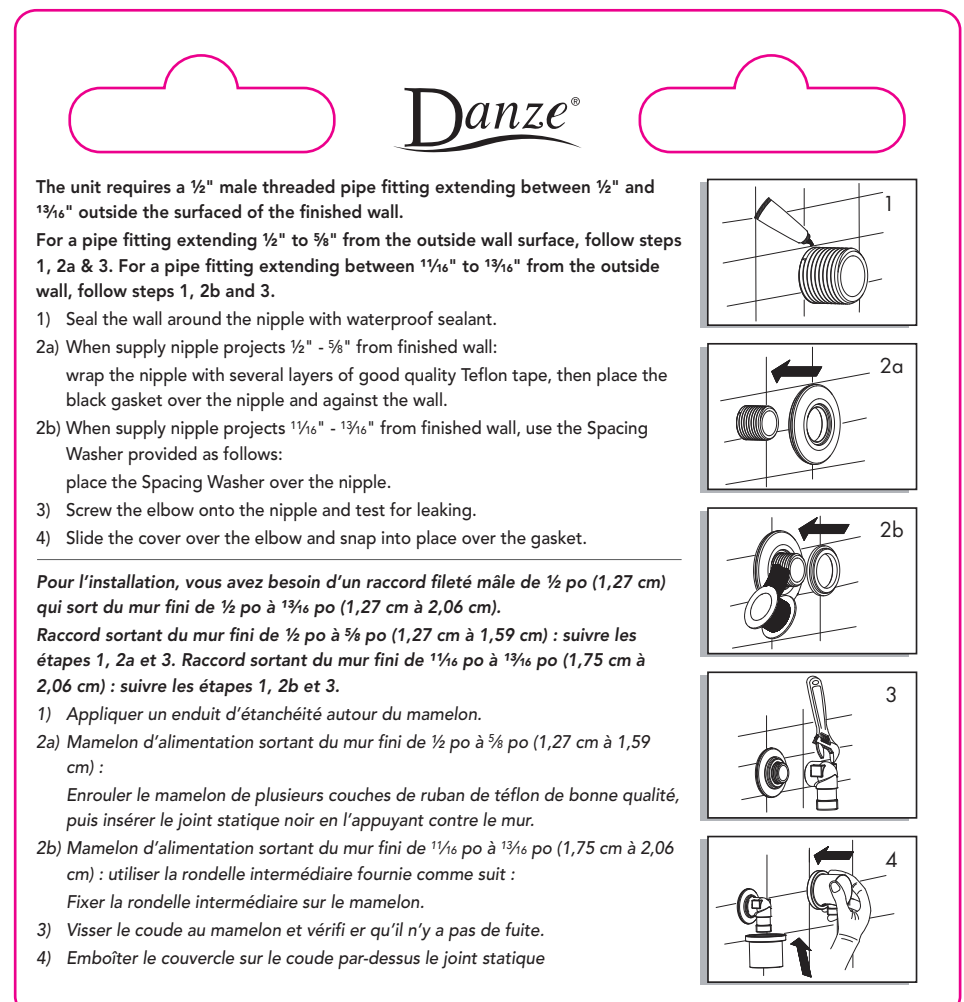 Danze®
The unit requires a ½" male threaded pipe fitting extending between ½" and
13⁄16" outside the surfaced of the finished wall.
For a pipe fitting extending ½" to 5⁄8" from the outside wall surface, follow steps
1, 2a & 3. For a pipe fitting extending between 11⁄16" to 13⁄16" from the outside
wall, follow steps 1, 2b and 3.
1) Seal the wall around the nipple with waterproof sealant.
2a) When supply nipple projects ½" - 5⁄8" from finished wall:
wrap the nipple with several layers of good quality Teflon tape, then place the
black gasket over the nipple and against the wall.
2b) When supply nipple projects 11⁄16" - 13⁄16" from finished wall, use the Spacing
Washer provided as follows:
place the Spacing Washer over the nipple.
3) Screw the elbow onto the nipple and test for leaking.
4) Slide the cover over the elbow and snap into place over the gasket.
Pour l'installation, vous avez besoin d'un raccord fileté mâle de ½ po (1,27 cm)
qui sort du mur fini de ½ po à 13⁄16 po (1,27 cm à 2,06 cm).
Raccord sortant du mur fini de ½ po à 5⁄8 po (1,27 cm à 1,59 cm) : suivre les
étapes 1, 2a et 3. Raccord sortant du mur fini de 11⁄16 po à 13⁄16 po (1,75 cm à
2,06 cm) : suivre les étapes 1, 2b et 3.
1) Appliquer un enduit d'étanchéité autour du mamelon.
2a) Mamelon d'alimentation sortant du mur fini de ½ po à 5⁄8 po (1,27 cm à 1,59
cm) :
Enrouler le mamelon de plusieurs couches de ruban de téflon de bonne qualité,
puis insérer le joint statique noir en l'appuyant contre le mur.
2b) Mamelon d'alimentation sortant du mur fini de 11⁄16 po à 13⁄16 po (1,75 cm à 2,06
cm) : utiliser la rondelle intermédiaire fournie comme suit :
Fixer la rondelle intermédiaire sur le mamelon.
3) Visser le coude au mamelon et vérifi er qu'il n'y a pas de fuite.
4) Emboîter le couvercle sur le coude par-dessus le joint statique
1
2a
2b
3
4